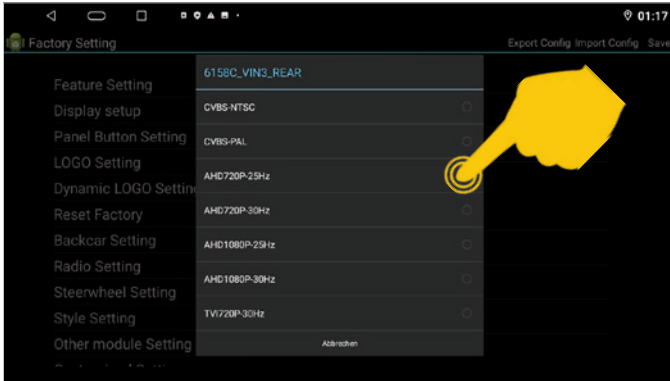 01:17
Factory Setting
Export Config Import Config Save
6158C_VIN3_REAR
Feature Setting
CVBS-NTSC
Display setup
Panel Button Setting
CVBS-PAL
LOGO Setting
AHD720P-25Hz
Dynamic LOGO Settin
Reset Factory
AHD720P-30Hz
Backcar Setting
AHD1080P-25Hz
Radio Setting
AHD1080P-30Hz
Steerwheel Setting
Style Setting
TVI720P-30Hz
Other module Setting
Abbrechen